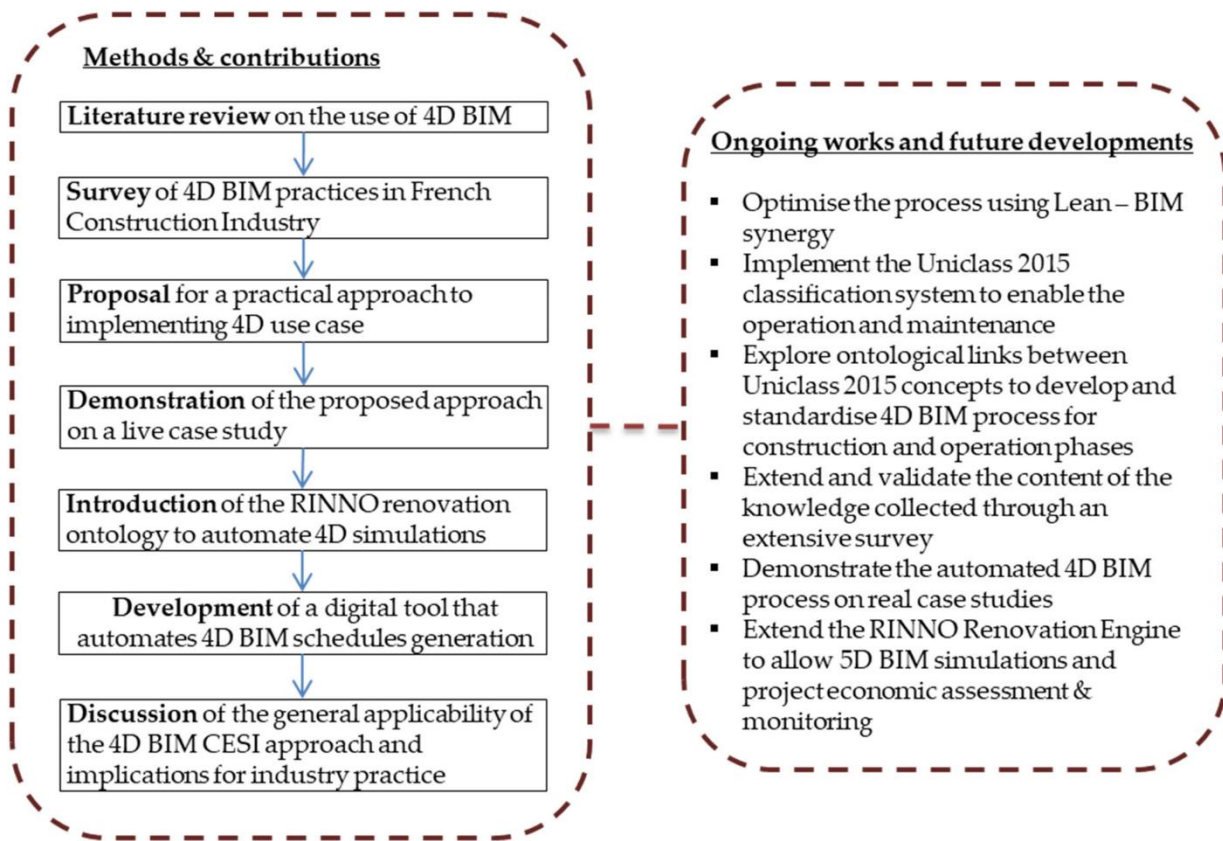 Methods & contributions
Literature review on the use of 4D BIM
Survey of 4D BIM practices in French
Construction Industry
Proposal for a practical approach to
implementing 4D use case
Demonstration of the proposed approach
on a live case study
Introduction of the RINNO renovation
ontology to automate 4D simulations
Development of a digital tool that
automates 4D BIM schedules generation
Discussion of the general applicability of
the 4D BIM CESI approach and
implications for industry practice
Ongoing works and future developments
▪ Optimise the process using Lean – BIM
synergy
▪ Implement the Uniclass 2015
classification system to enable the
operation and maintenance
▪ Explore ontological links between
Uniclass 2015 concepts to develop and
standardise 4D BIM process for
construction and operation phases
▪ Extend and validate the content of the
knowledge collected through an
extensive survey
▪ Demonstrate the automated 4D BIM
process on real case studies
▪ Extend the RINNO Renovation Engine
to allow 5D BIM simulations and
project economic assessment &
monitoring